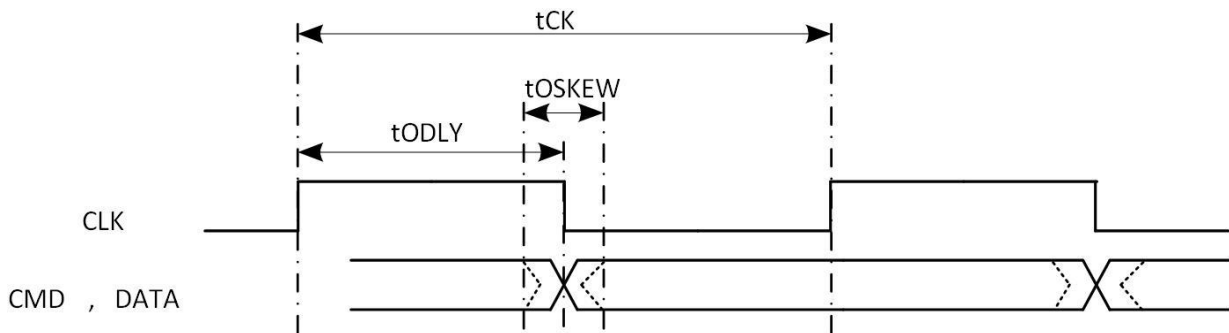 tCK
tOSKEW
tODLY
CLK
CMD , DATA